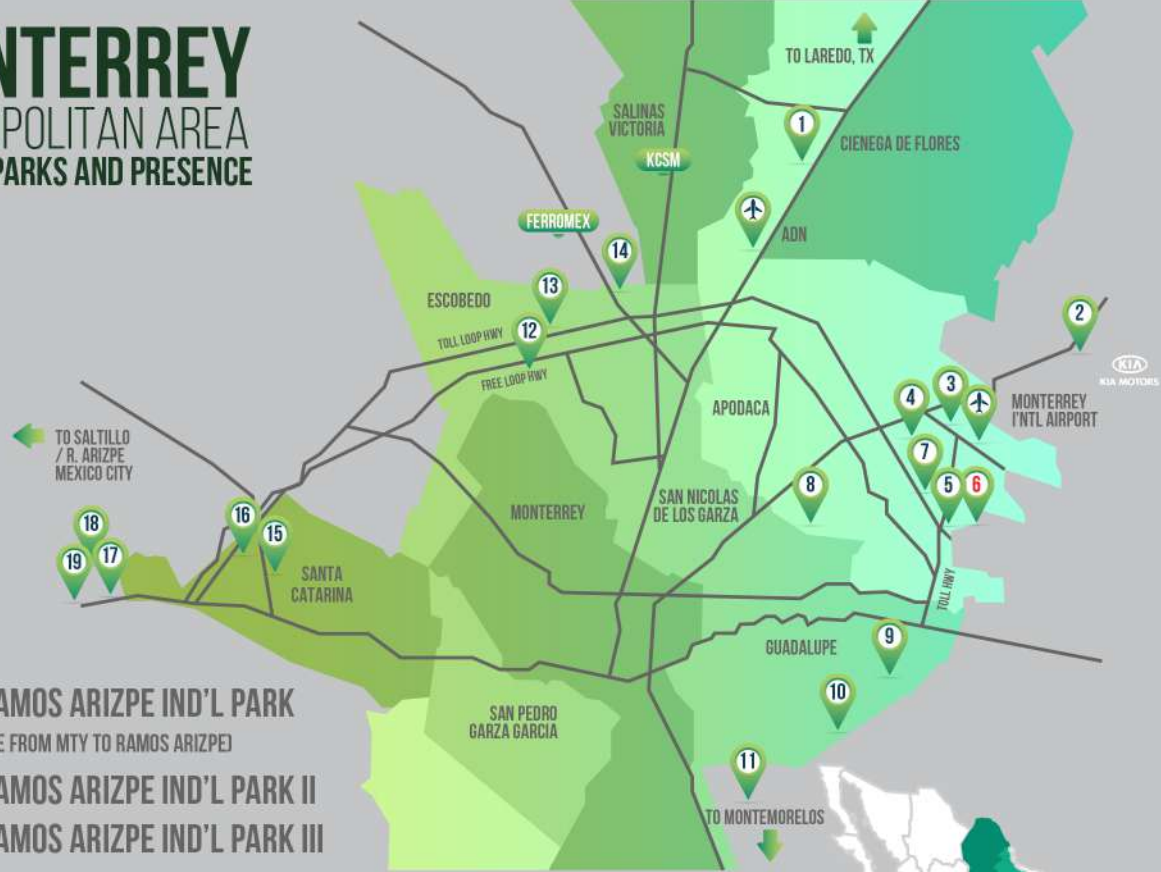 NTERREY
POLITAN AREA
PARKS AND PRESENCE
TO LAREDO, TX
SALINAS
VICTORIA
1
CIENEGA DE FLORES
KCSM
FERROMEX
ADN
14
13
ESCOBEDO
12
TOLL LOOP HWY
FREE LOOP HWY
2
KIA
KIA MOTORS
3
4
MONTERREY
I'NTL AIRPORT
APODACA
TO SALTILLO
/ R. ARIZPE
MEXICO CITY
7
5
6
8
SAN NICOLAS
DE LOS GARZA
MONTERREY
16
15
18
19
17
SANTA
CATARINA
TOLL HWY
GUADALUPE
9
10
SAN PEDRO
GARZA GARCIA
11
TO MONTEMORELOS
AMOS ARIZPE IND'L PARK
E FROM MTY TO RAMOS ARIZPE)
AMOS ARIZPE IND'L PARK II
AMOS ARIZPE IND'L PARK III